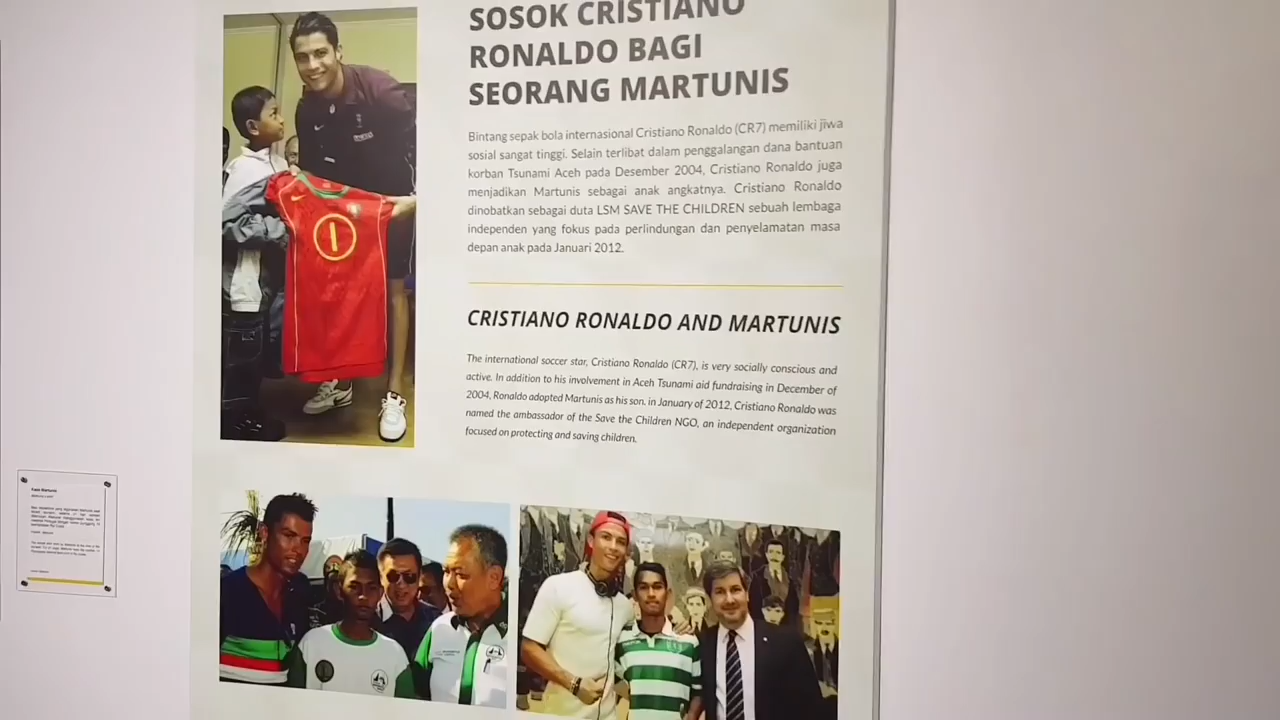 SOSOK CRISTIANO
RONALDO BAGI
SEORANG MARTUNIS
Bintang sepak bola internasional Cristiano Ronaldo (CR7) memiliki jiwa
sosial sangat tinggi. Selain terlibat dalam penggalangan dana bantuan
korban Tsunami Aceh pada Desember 2004, Cristiano Ronaldo juga
menjadikan Martunis sebagai anak angkatnya. Cristiano Ronaldo
dinobatkan sebagai duta LSM SAVE THE CHILDREN sebuah lembaga
independen yang fokus pada perlindungan dan penyelamatan masa
depan anak pada Januari 2012.
CRISTIANO RONALDO AND MARTUNIS
The international soccer star, Cristiano Ronaldo (CR7), is very socially conscious and
active. In addition to his involvement in Aceh Tsunami aid fundraising in December of
2004, Ronaldo adopted Martunis as his son. in January of 2012, Cristiano Ronaldo was
named the ambassador of the Save the Children NGO, an independent organization
focused on protecting and saving children.
1